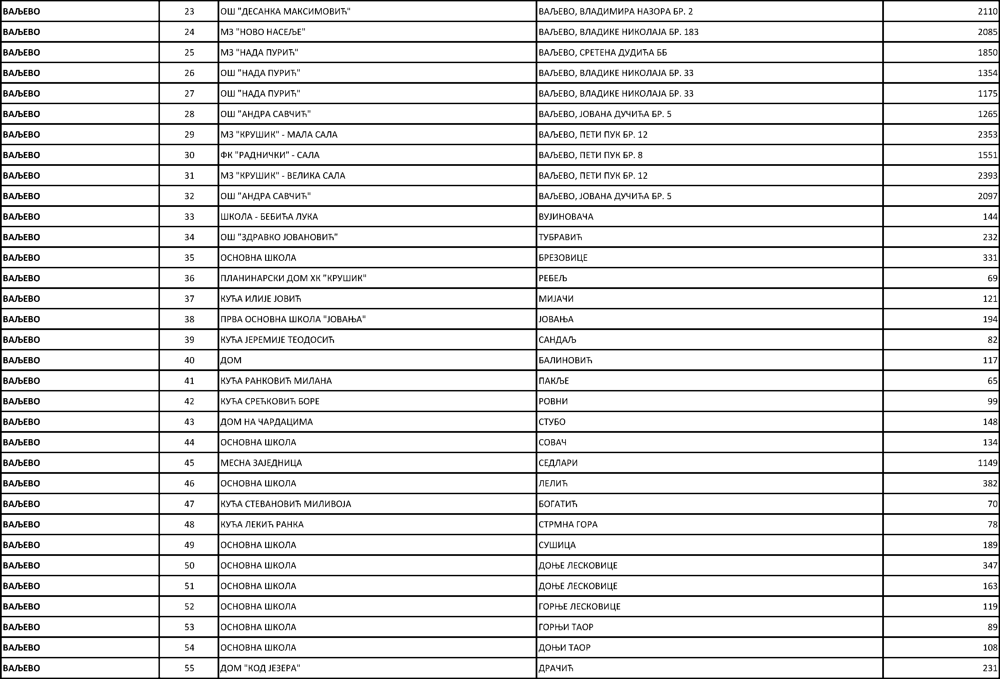 ВАЉЕВО 23 ОШ "ДЕСАНКА МАКСИМОВИЋ" ВАЉЕВО, ВЛАДИМИРА НАЗОРА БР. 2 2110
ВАЉЕВО 24 МЗ "НОВО НАСЕЉЕ" ВАЉЕВО, ВЛАДИКЕ НИКОЛАЈА БР. 183 2085
ВАЉЕВО 25 МЗ "НАДА ПУРИЋ" ВАЉЕВО, СРЕТЕНА ДУДИЋА ББ 1850
ВАЉЕВО 26 ОШ "НАДА ПУРИЋ" ВАЉЕВО, ВЛАДИКЕ НИКОЛАЈА БР. 33 1354
ВАЉЕВО 27 ОШ "НАДА ПУРИЋ" ВАЉЕВО, ВЛАДИКЕ НИКОЛАЈА БР. 33 1175
ВАЉЕВО 28 ОШ "АНДРА САВЧИЋ" ВАЉЕВО, ЈОВАНА ДУЧИЋА БР. 5 1265
ВАЉЕВО 29 МЗ "КРУШИК" - МАЛА САЛА ВАЉЕВО, ПЕТИ ПУК БР. 12 2353
ВАЉЕВО 30 ФК "РАДНИЧКИ" - САЛА ВАЉЕВО, ПЕТИ ПУК БР. 8 1551
ВАЉЕВО 31 МЗ "КРУШИК" - ВЕЛИКА САЛА ВАЉЕВО, ПЕТИ ПУК БР. 12 2393
ВАЉЕВО 32 ОШ "АНДРА САВЧИЋ" ВАЉЕВО, ЈОВАНА ДУЧИЋА БР. 5 2097
ВАЉЕВО 33 ШКОЛА - БЕБИЋА ЛУКА ВУЈИНОВАЧА 144
ВАЉЕВО 34 ОШ "ЗДРАВКО ЈОВАНОВИЋ" ТУБРАВИЋ 232
ВАЉЕВО 35 ОСНОВНА ШКОЛА БРЕЗОВИЦЕ 331
ВАЉЕВО 36 ПЛАНИНАРСКИ ДОМ ХК "КРУШИК" РЕБЕЉ 69
ВАЉЕВО 37 КУЋА ИЛИЈЕ ЈОВИЋ МИЈАЧИ 121
ВАЉЕВО 38 ПРВА ОСНОВНА ШКОЛА "ЈОВАЊА" ЈОВАЊА 194
ВАЉЕВО 39 КУЋА ЈЕРЕМИЈЕ ТЕОДОСИЋ САНДАЉ 82
ВАЉЕВО 40 ДОМ БАЛИНОВИЋ 117
ВАЉЕВО 41 КУЋА РАНКОВИЋ МИЛАНА ПАКЉЕ 65
ВАЉЕВО 42 КУЋА СРЕЋКОВИЋ БОРЕ РОВНИ 99
ВАЉЕВО 43 ДОМ НА ЧАРДАЦИМА СТУБО 148
ВАЉЕВО 44 ОСНОВНА ШКОЛА СОВАЧ 134
ВАЉЕВО 45 МЕСНА ЗАЈЕДНИЦА СЕДЛАРИ 1149
ВАЉЕВО 46 ОСНОВНА ШКОЛА ЛЕЛИЋ 382
ВАЉЕВО 47 КУЋА СТЕВАНОВИЋ МИЛИВОЈА БОГАТИЋ 70
ВАЉЕВО 48 КУЋА ЛЕКИЋ РАНКА СТРМНА ГОРА 78
ВАЉЕВО 49 ОСНОВНА ШКОЛА СУШИЦА 189
ВАЉЕВО 50 ОСНОВНА ШКОЛА ДОЊЕ ЛЕСКОВИЦЕ 347
ВАЉЕВО 51 ОСНОВНА ШКОЛА ДОЊЕ ЛЕСКОВИЦЕ 163
ВАЉЕВО 52 ОСНОВНА ШКОЛА ГОРЊЕ ЛЕСКОВИЦЕ 119
ВАЉЕВО 53 ОСНОВНА ШКОЛА ГОРЊИ ТАОР 89
ВАЉЕВО 54 ОСНОВНА ШКОЛА ДОЊИ ТАОР 108
ВАЉЕВО 55 ДОМ "КОД ЈЕЗЕРА" ДРАЧИЋ 231